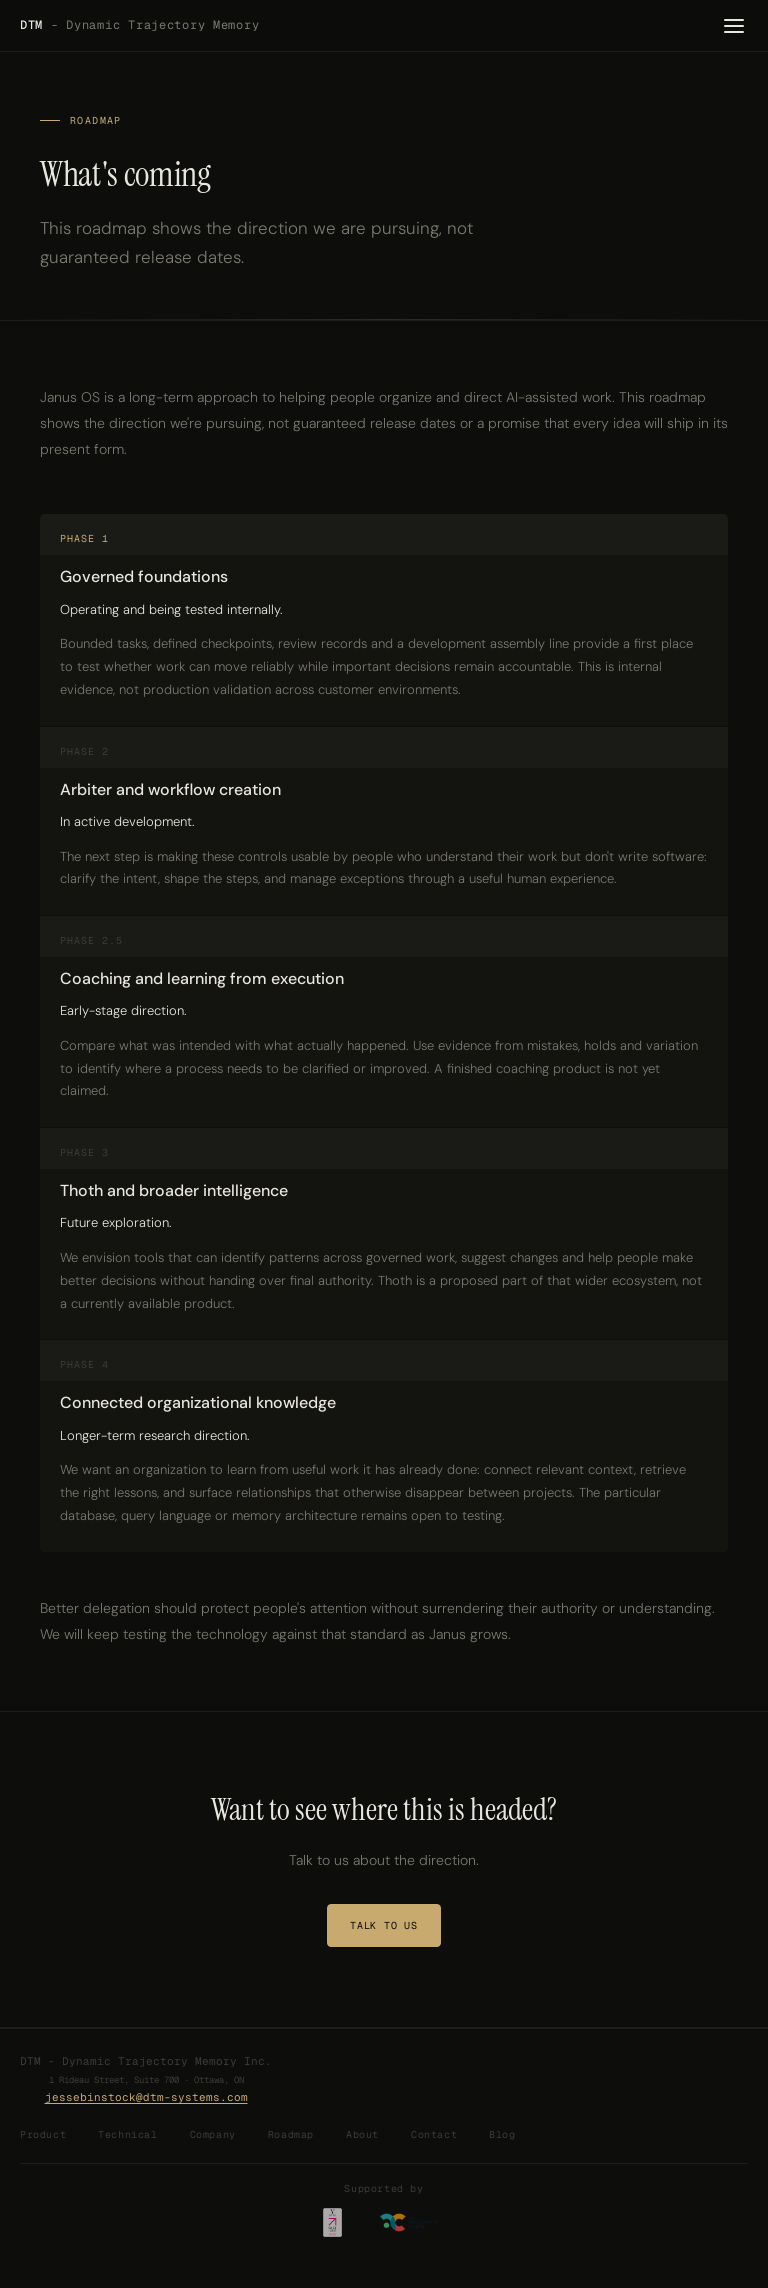 DTM – Dynamic Trajectory Memory
ROADMAP
What's coming
This roadmap shows the direction we are pursuing, not
guaranteed release dates.
Janus OS is a long-term approach to helping people organize and direct AI-assisted work. This roadmap
shows the direction we're pursuing, not guaranteed release dates or a promise that every idea will ship in its
present form.
PHASE 1
Governed foundations
Operating and being tested internally.
Bounded tasks, defined checkpoints, review records and a development assembly line provide a first place
to test whether work can move reliably while important decisions remain accountable. This is internal
evidence, not production validation across customer environments.
PHASE 2
Arbiter and workflow creation
In active development.
The next step is making these controls usable by people who understand their work but don't write software:
clarify the intent, shape the steps, and manage exceptions through a useful human experience.
PHASE 2.5
Coaching and learning from execution
Early-stage direction.
Compare what was intended with what actually happened. Use evidence from mistakes, holds and variation
to identify where a process needs to be clarified or improved. A finished coaching product is not yet
claimed.
PHASE 3
Thoth and broader intelligence
Future exploration.
We envision tools that can identify patterns across governed work, suggest changes and help people make
better decisions without handing over final authority. Thoth is a proposed part of that wider ecosystem, not
a currently available product.
PHASE 4
Connected organizational knowledge
Longer-term research direction.
We want an organization to learn from useful work it has already done: connect relevant context, retrieve
the right lessons, and surface relationships that otherwise disappear between projects. The particular
database, query language or memory architecture remains open to testing.
Better delegation should protect people's attention without surrendering their authority or understanding.
We will keep testing the technology against that standard as Janus grows.
Want to see where this is headed?
Talk to us about the direction.
TALK TO US
DTM – Dynamic Trajectory Memory Inc.
1 Rideau Street, Suite 700 · Ottawa, ON
jessebinstock@dtm-systems.com
Product Technical Company Roadmap About Contact Blog
Supported by